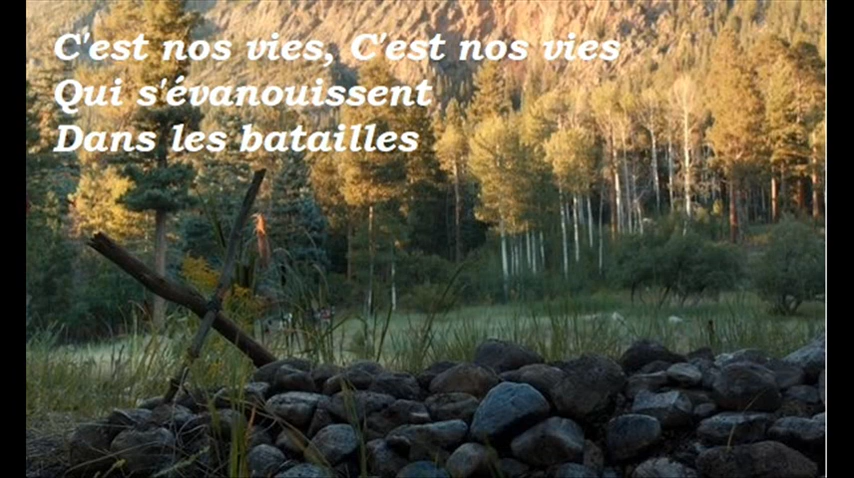 C'est nos vies, C'est nos vies
Qui s'évanouissent
Dans les batailles